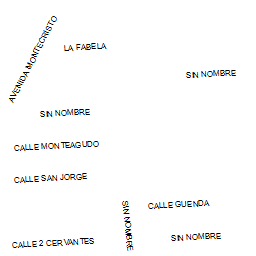 AVENIDA MONTECRISTO
LA FABELA
SIN NOMBRE
SIN NOMBRE
CALLE MONTEAGUDO
CALLE SAN JORGE
SIN NOMBRE
CALLE GUENDA
CALLE 2 CERVANTES
SIN NOMBRE